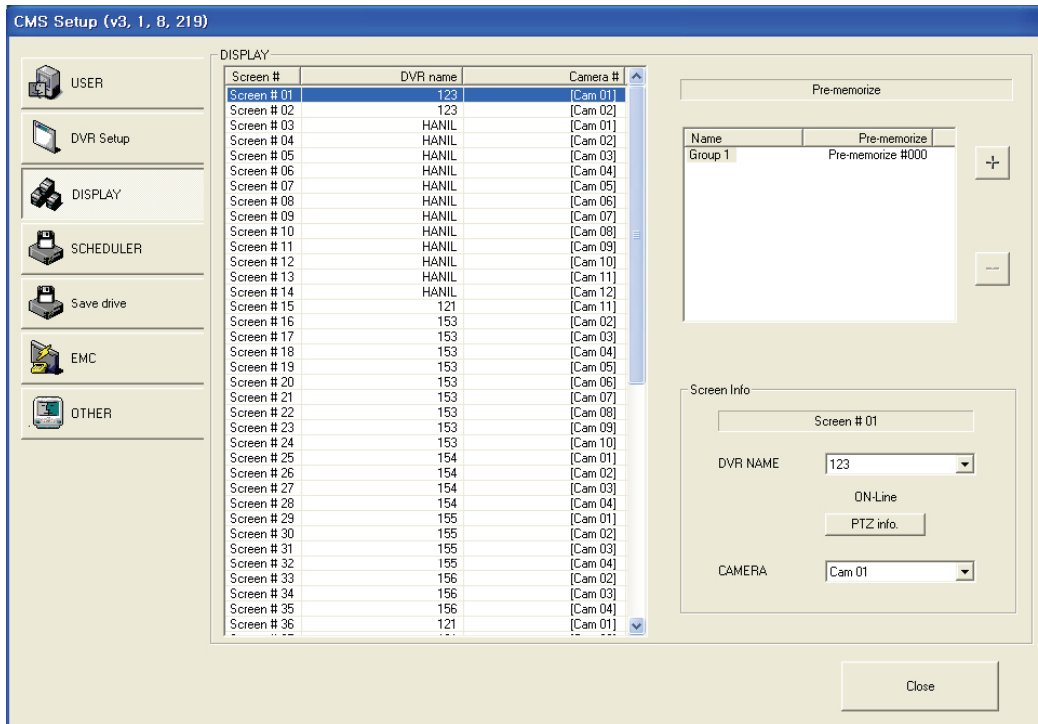 CMS Setup (v3, 1, 8, 219)
USER
DVR Setup
DISPLAY
SCHEDULER
Save drive
EMC
OTHER
DISPLAY
Screen # DVR name Camera #
Screen # 01 123 [Cam 01]
Screen # 02 123 [Cam 02]
Screen # 03 HANIL [Cam 01]
Screen # 04 HANIL [Cam 02]
Screen # 05 HANIL [Cam 03]
Screen # 06 HANIL [Cam 04]
Screen # 07 HANIL [Cam 05]
Screen # 08 HANIL [Cam 06]
Screen # 09 HANIL [Cam 07]
Screen # 10 HANIL [Cam 08]
Screen # 11 HANIL [Cam 09]
Screen # 12 HANIL [Cam 10]
Screen # 13 HANIL [Cam 11]
Screen # 14 HANIL [Cam 12]
Screen # 15 121 [Cam 11]
Screen # 16 153 [Cam 02]
Screen # 17 153 [Cam 03]
Screen # 18 153 [Cam 04]
Screen # 19 153 [Cam 05]
Screen # 20 153 [Cam 06]
Screen # 21 153 [Cam 07]
Screen # 22 153 [Cam 08]
Screen # 23 153 [Cam 09]
Screen # 24 153 [Cam 10]
Screen # 25 154 [Cam 01]
Screen # 26 154 [Cam 02]
Screen # 27 154 [Cam 03]
Screen # 28 154 [Cam 04]
Screen # 29 155 [Cam 01]
Screen # 30 155 [Cam 02]
Screen # 31 155 [Cam 03]
Screen # 32 155 [Cam 04]
Screen # 33 156 [Cam 02]
Screen # 34 156 [Cam 03]
Screen # 35 156 [Cam 04]
Screen # 36 121 [Cam 01]
Pre-memorize
Name Pre-memorize
Group 1 Pre-memorize #000
Screen Info
Screen # 01
DVR NAME 123
ON-Line
PTZ info.
CAMERA Cam 01
Close